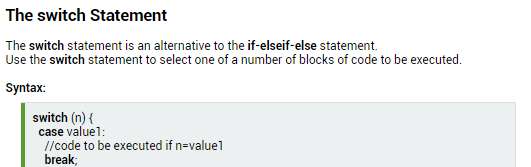 The switch Statement
The switch statement is an alternative to the if-elseif-else statement.
Use the switch statement to select one of a number of blocks of code to be executed.
Syntax:
switch (n) {
case value1:
//code to be executed if n=value1
break;